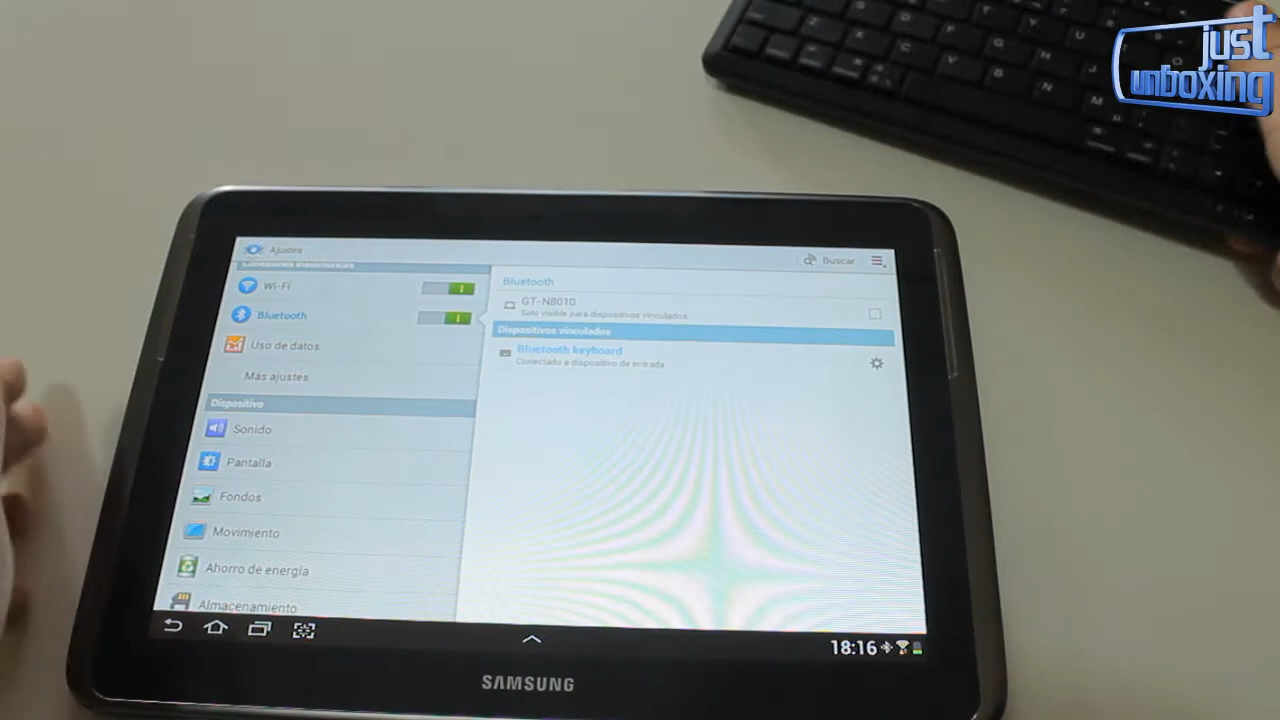 just
unboxing
Ajustes
Buscar
Wi-Fi
Bluetooth
Uso de datos
Más ajustes
Dispositivo
Sonido
Pantalla
Fondos
Movimiento
Ahorro de energía
Almacenamiento
Bluetooth
GT-N8010
Solo visible para dispositivos vinculados
Dispositivos vinculados
Bluetooth keyboard
Conectado a dispositivo de entrada
18:16
SAMSUNG